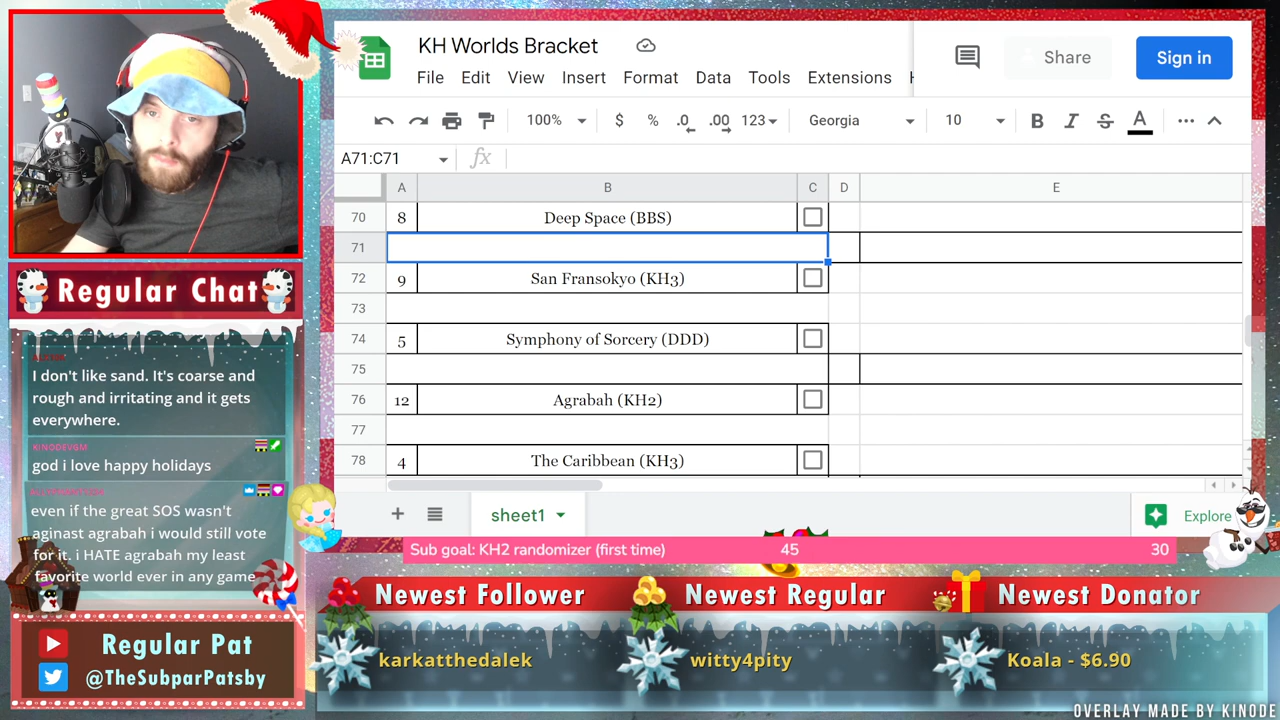 KH Worlds Bracket
File Edit View Insert Format Data Tools Extensions
Share
Sign in
100% $ % .0 .00 123 Georgia 10 B I S A
A71:C71 fx
A B C D E
70 8 Deep Space (BBS)
71
72 9 San Fransokyo (KH3)
73
74 5 Symphony of Sorcery (DDD)
75
76 12 Agrabah (KH2)
77
78 4 The Caribbean (KH3)
sheet1
Explore
Regular Chat
I don't like sand. It's coarse and
rough and irritating and it gets
everywhere.
KINODEVGM
god i love happy holidays
even if the great SOS wasn't
aginast agrabah i would still vote
for it. i HATE agrabah my least
favorite world ever in any game
Regular Pat
@TheSubparPatsby
Sub goal: KH2 randomizer (first time) 45 30
Newest Follower
karkatthedalek
Newest Regular
witty4pity
Newest Donator
Koala - $6.90
OVERLAY MADE BY KINODE